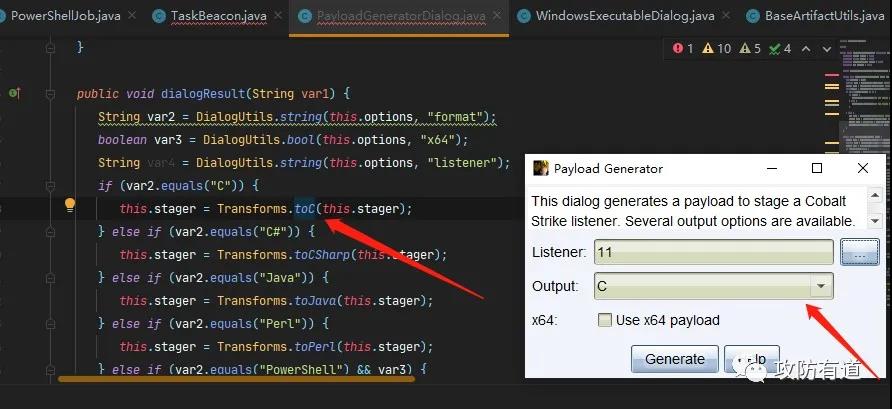 PowerShellJob.java × TaskBeacon.java × PayloadGeneratorDialog.java × WindowsExecutableDialog.java × BaseArtifactUtils.java
1 10 5 4
}
public void dialogResult(String var1) {
String var2 = DialogUtils.string(this.options, "format");
boolean var3 = DialogUtils.bool(this.options, "x64");
String var4 = DialogUtils.string(this.options, "listener");
if (var2.equals("C")) {
this.stager = Transforms.toC(this.stager);
} else if (var2.equals("C#")) {
this.stager = Transforms.toCSharp(this.stager);
} else if (var2.equals("Java")) {
this.stager = Transforms.toJava(this.stager);
} else if (var2.equals("Perl")) {
this.stager = Transforms.toPerl(this.stager);
} else if (var2.equals("PowerShell") && var3) {
Payload Generator
This dialog generates a payload to stage a Cobalt
Strike listener. Several output options are available.
Listener: 11 ...
Output: C
x64: Use x64 payload
Generate Help
攻防有道